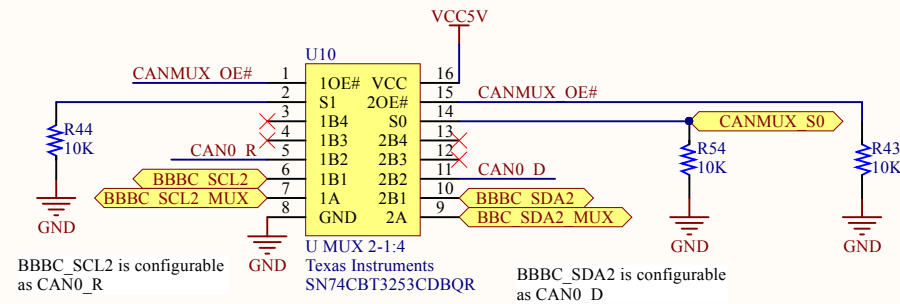 VCC5V
U10
CANMUX_OE# 1 1OE# VCC 16
2 S1 2OE# 15 CANMUX_OE#
3 1B4 S0 14 CANMUX_S0
4 1B3 2B4 13
CAN0_R 5 1B2 2B3 12
BBBC_SCL2 6 1B1 2B2 11 CAN0_D
BBBC_SCL2_MUX 7 1A 2B1 10 BBBC_SDA2
8 GND 2A 9 BBC_SDA2_MUX
R44
10K
R54
10K
R43
10K
GND
GND
GND
GND
U MUX 2-1:4
Texas Instruments
SN74CBT3253CDBQR
BBBC_SCL2 is configurable
as CAN0_R
BBBC_SDA2 is configurable
as CAN0_D